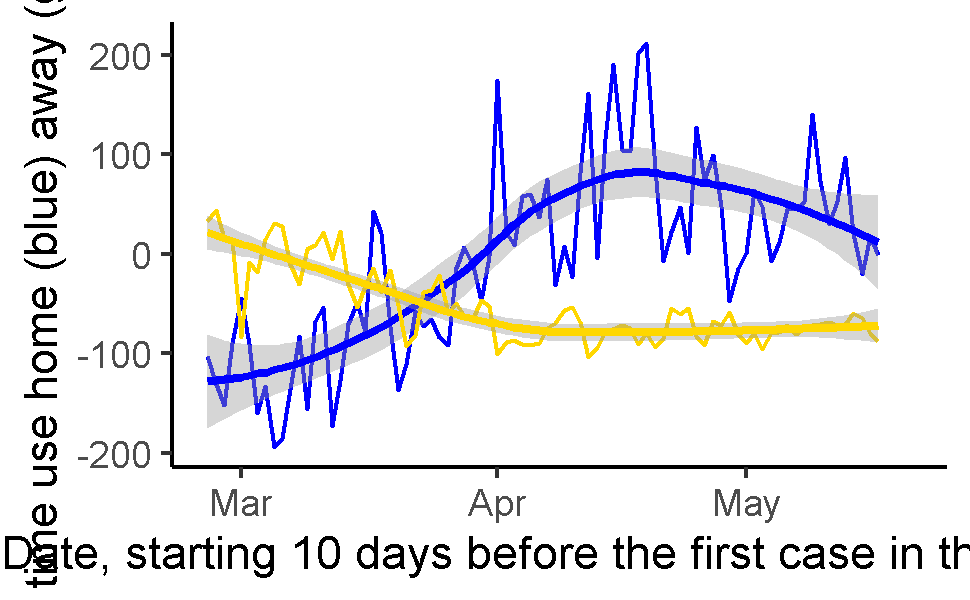 time use home (blue) away (
200
100
0
-100
-200
Mar Apr May
Date, starting 10 days before the first case in th